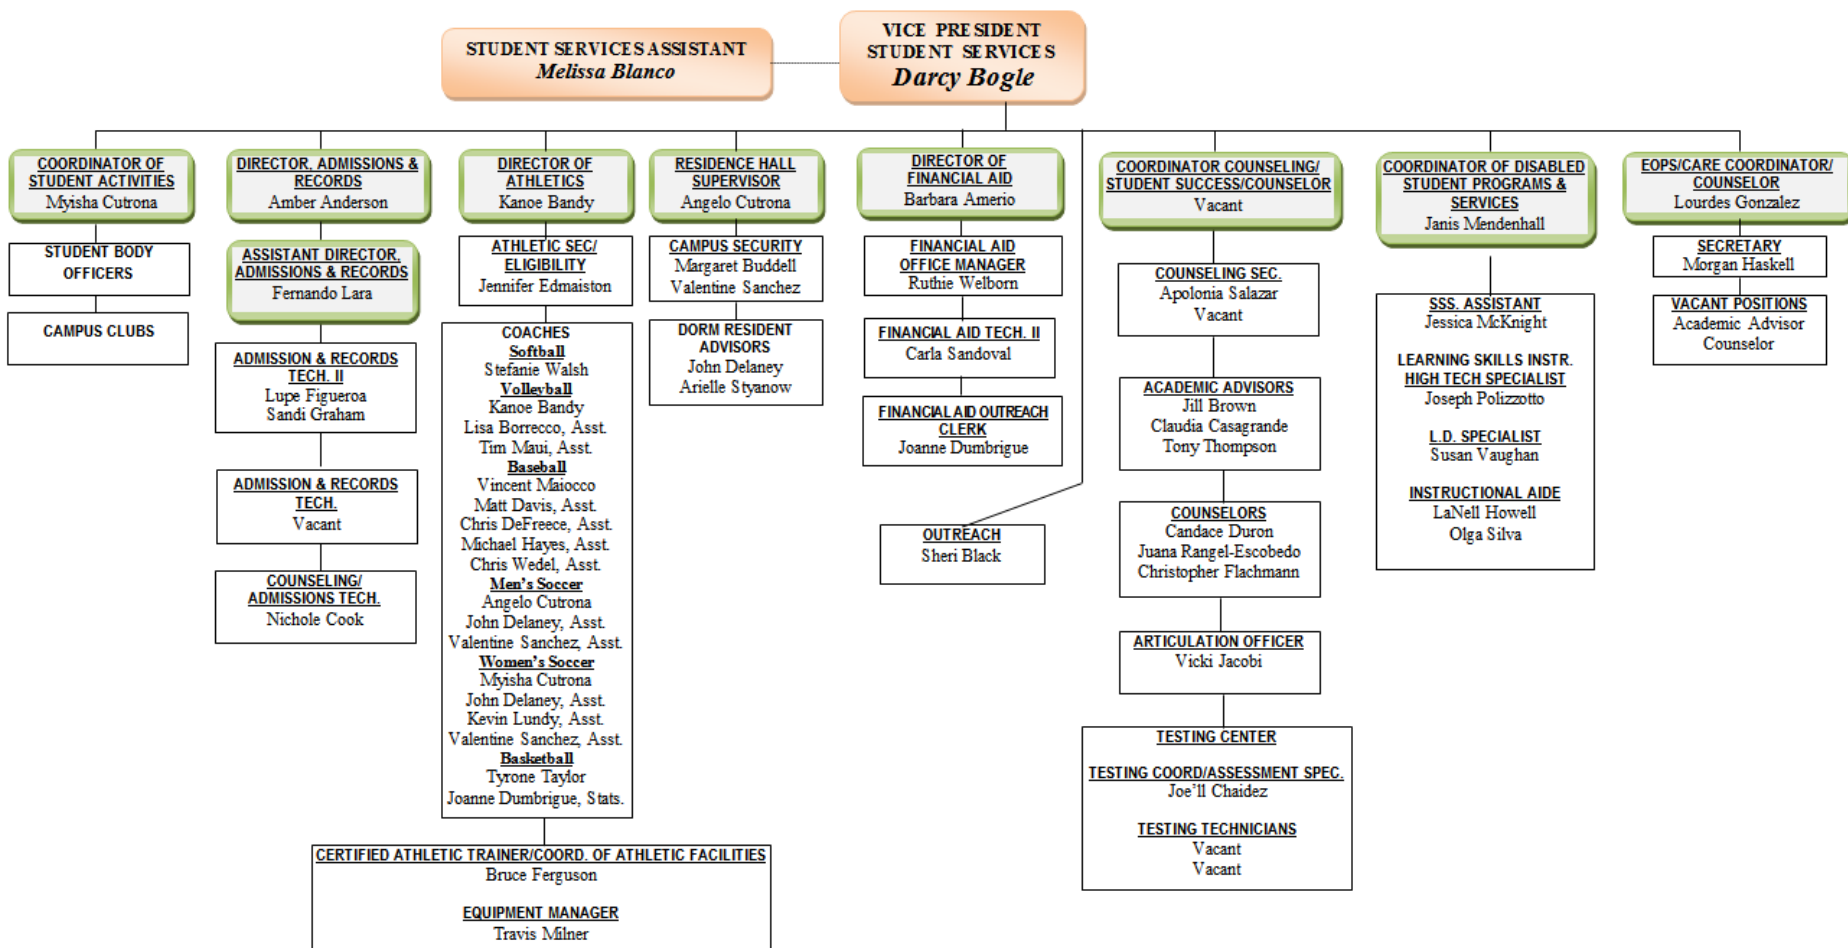 STUDENT SERVICES ASSISTANT
Melissa Blanco
VICE PRESIDENT
STUDENT SERVICES
Darcy Bogle
COORDINATOR OF
STUDENT ACTIVITIES
Myisha Cutrona
STUDENT BODY
OFFICERS
CAMPUS CLUBS
DIRECTOR, ADMISSIONS &
RECORDS
Amber Anderson
ASSISTANT DIRECTOR,
ADMISSIONS & RECORDS
Fernando Lara
ADMISSION & RECORDS
TECH. II
Lupe Figueroa
Sandi Graham
ADMISSION & RECORDS
TECH.
Vacant
COUNSELING/
ADMISSIONS TECH.
Nichole Cook
DIRECTOR OF
ATHLETICS
Kanoe Bandy
ATHLETIC SEC/
ELIGIBILITY
Jennifer Edmaiston
COACHES
Softball
Stefanie Walsh
Volleyball
Kanoe Bandy
Lisa Borrecco, Asst.
Tim Maui, Asst.
Baseball
Vincent Maiocco
Matt Davis, Asst.
Chris DeFreece, Asst.
Michael Hayes, Asst.
Chris Wedel, Asst.
Men's Soccer
Angelo Cutrona
John Delaney, Asst.
Valentine Sanchez, Asst.
Women's Soccer
Myisha Cutrona
John Delaney, Asst.
Kevin Lundy, Asst.
Valentine Sanchez, Asst.
Basketball
Tyrone Taylor
Joanne Dumbrigue, Stats.
CERTIFIED ATHLETIC TRAINER/COORD. OF ATHLETIC FACILITIES
Bruce Ferguson
EQUIPMENT MANAGER
Travis Milner
RESIDENCE HALL
SUPERVISOR
Angelo Cutrona
CAMPUS SECURITY
Margaret Buddell
Valentine Sanchez
DORM RESIDENT
ADVISORS
John Delaney
Arielle Styanow
DIRECTOR OF
FINANCIAL AID
Barbara Amerio
FINANCIAL AID
OFFICE MANAGER
Ruthie Welborn
FINANCIAL AID TECH. II
Carla Sandoval
FINANCIAL AID OUTREACH
CLERK
Joanne Dumbrigue
OUTREACH
Sheri Black
COORDINATOR COUNSELING/
STUDENT SUCCESS/COUNSELOR
Vacant
COUNSELING SEC.
Apolonia Salazar
Vacant
ACADEMIC ADVISORS
Jill Brown
Claudia Casagrande
Tony Thompson
COUNSELORS
Candace Duron
Juana Rangel-Escobedo
Christopher Flachmann
ARTICULATION OFFICER
Vicki Jacobi
TESTING CENTER
TESTING COORD/ASSESSMENT SPEC.
Joe'll Chaidez
TESTING TECHNICIANS
Vacant
Vacant
COORDINATOR OF DISABLED
STUDENT PROGRAMS &
SERVICES
Janis Mendenhall
SSS. ASSISTANT
Jessica McKnight
LEARNING SKILLS INSTR.
HIGH TECH SPECIALIST
Joseph Polizzotto
L.D. SPECIALIST
Susan Vaughan
INSTRUCTIONAL AIDE
LaNell Howell
Olga Silva
EOPS/CARE COORDINATOR/
COUNSELOR
Lourdes Gonzalez
SECRETARY
Morgan Haskell
VACANT POSITIONS
Academic Advisor
Counselor